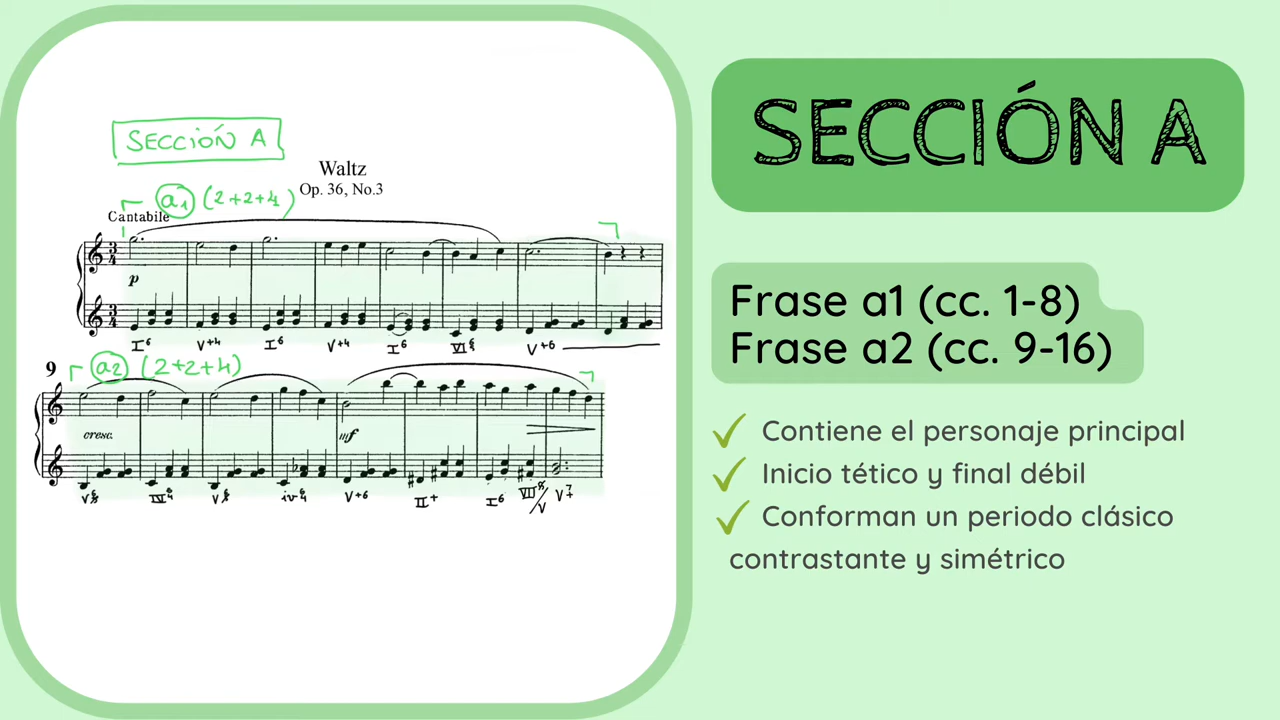 SECCIÓN A
Waltz
Op. 36, No.3
a1 (2+2+4)
Cantabile
p
I6 V+4 I6 V+4 I6 V+6
9 a2 (2+2+4)
cresc. mf
V+6 II+ I6
SECCIÓN A
Frase a1 (cc. 1-8)
Frase a2 (cc. 9-16)
Contiene el personaje principal
Inicio tético y final débil
Conforman un periodo clásico
contrastante y simétrico